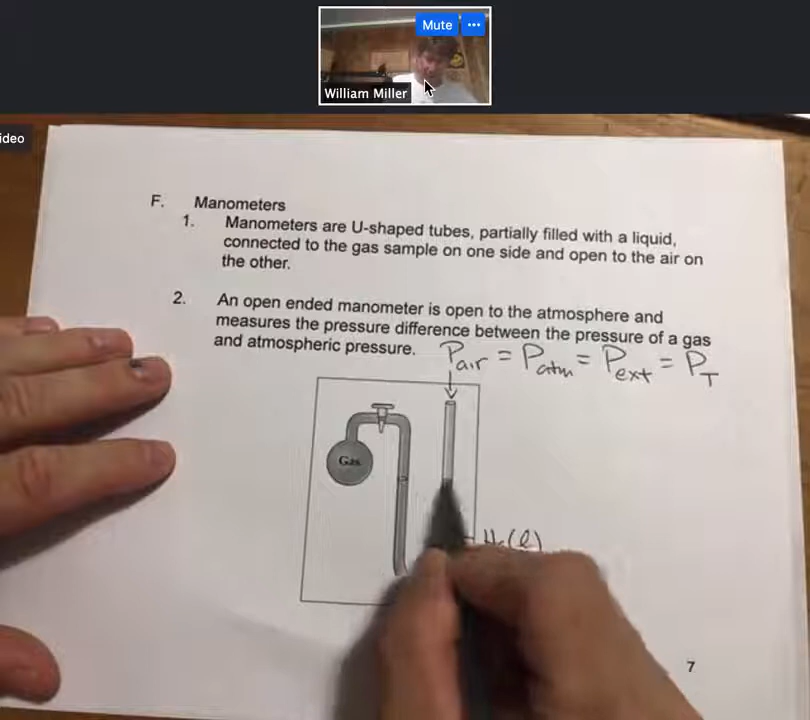 Mute ...
William Miller
ideo
F. Manometers
1. Manometers are U-shaped tubes, partially filled with a liquid,
connected to the gas sample on one side and open to the air on
the other.
2. An open ended manometer is open to the atmosphere and
measures the pressure difference between the pressure of a gas
and atmospheric pressure.
Pair = Patm = Pext = PT
Gas
(l)
7